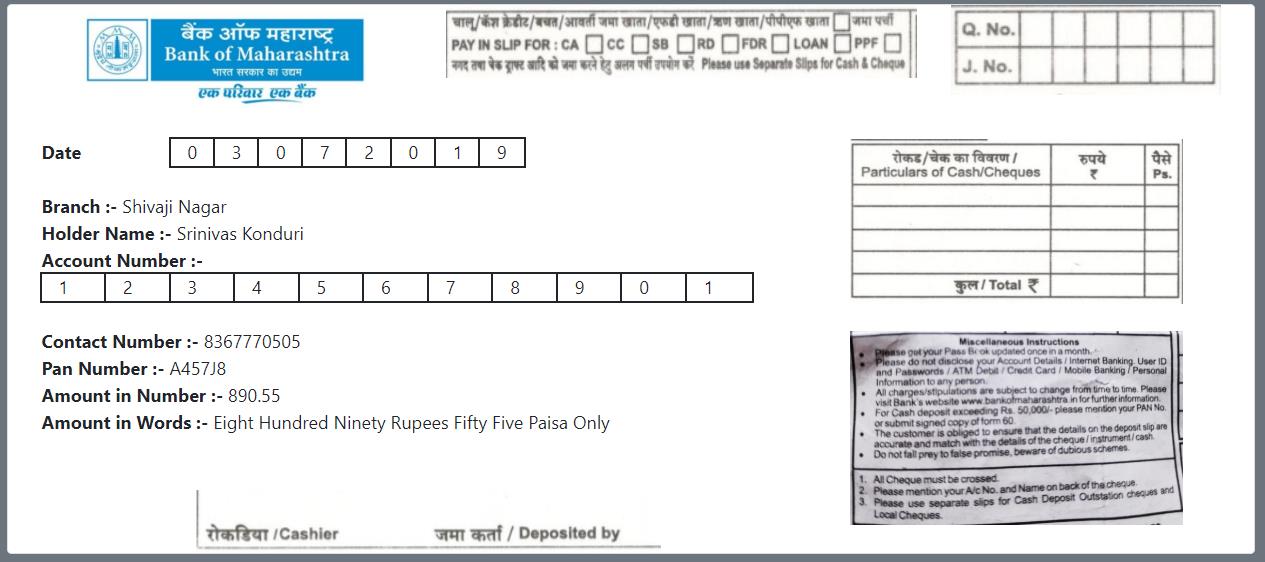 बैंक ऑफ महाराष्ट्र
Bank of Maharashtra
भारत सरकार का उद्यम
एक परिवार एक बैंक
चालू/कॅश क्रेडीट/बचत/आवर्ती जमा खाता/एफडी खाता/ऋण खाता/पीपीएफ खाता जमा पर्ची
PAY IN SLIP FOR : CA CC SB RD FDR LOAN PPF
नगद तथा चेक ड्राफ्ट आदि को जमा करने हेतु अलग पर्ची उपयोग करें Please use Separate Slips for Cash & Cheque
Q. No.
J. No.
Date 0 3 0 7 2 0 1 9
Branch :- Shivaji Nagar
Holder Name :- Srinivas Konduri
Account Number :-
1 2 3 4 5 6 7 8 9 0 1
Contact Number :- 8367770505
Pan Number :- A457J8
Amount in Number :- 890.55
Amount in Words :- Eight Hundred Ninety Rupees Fifty Five Paisa Only
रोकड/चेक का विवरण / रुपये पैसे
Particulars of Cash/Cheques ₹ Ps.
कुल / Total ₹
Miscellaneous Instructions
• Please get your Pass Book updated once in a month.
• Please do not disclose your Account Details / Internet Banking. User ID
and Passwords / ATM Debit / Credit Card / Mobile Banking / Personal
Information to any person.
• All charges/stipulations are subject to change from time to time. Please
visit Bank's website www.bankofmaharashtra.in for further information.
• For Cash deposit exceeding Rs. 50,000/- please mention your PAN No.
or submit signed copy of form 60.
• The customer is obliged to ensure that the details on the deposit slip are
accurate and match with the details of the cheque / instrument / cash.
• Do not fall prey to false promise, beware of dubious schemes.
1. All Cheque must be crossed.
2. Please mention your A/c No. and Name on back of the cheque.
3. Please use separate slips for Cash Deposit Outstation cheques and
Local Cheques.
रोकडिया /Cashier जमा कर्ता / Deposited by